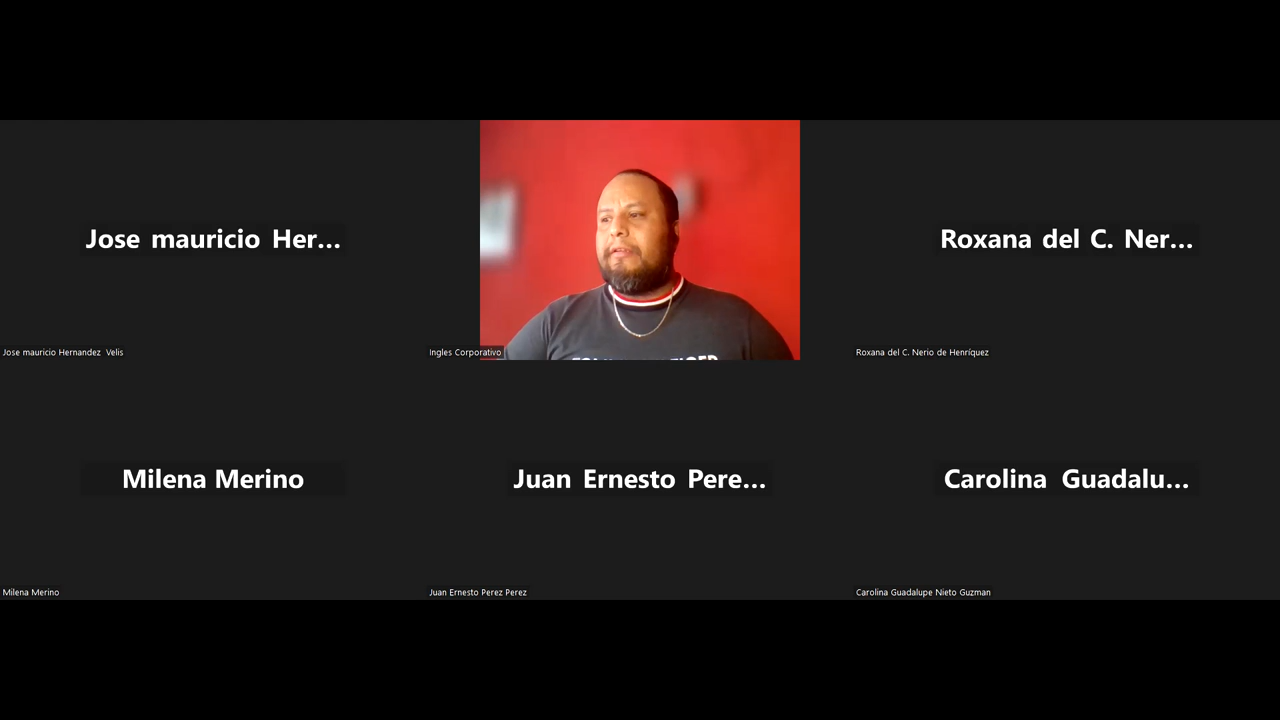 Jose mauricio Her...
Jose mauricio Hernandez Velis
Ingles Corporativo
Roxana del C. Ner...
Roxana del C. Nerio de Henríquez
Milena Merino
Milena Merino
Juan Ernesto Pere...
Juan Ernesto Perez Perez
Carolina Guadalu...
Carolina Guadalupe Nieto Guzman